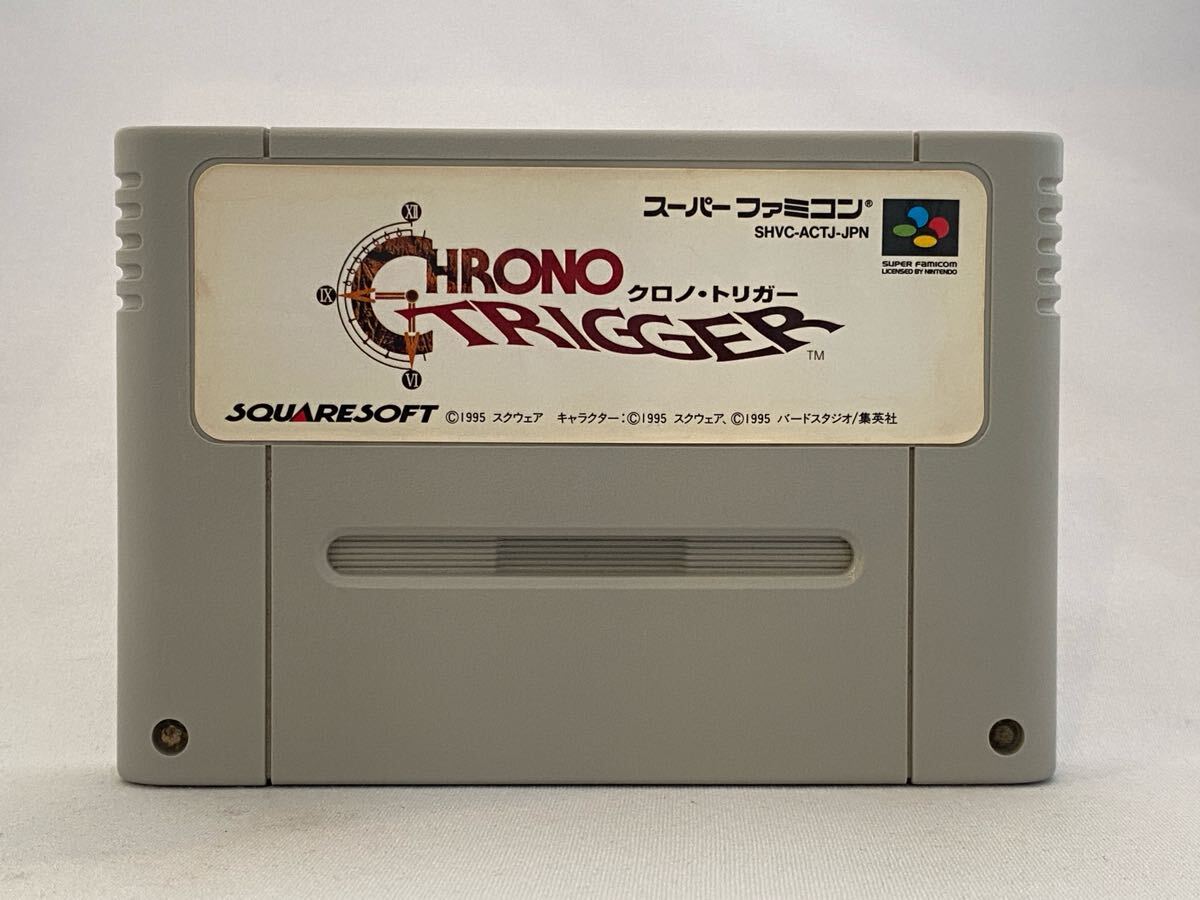 スーパーファミコン®
SHVC-ACTJ-JPN
SUPER FAMICOM
LICENSED BY NINTENDO
XII
IX
VI
CHRONO
クロノ・トリガー
TRIGGER™
SQUARESOFT
©1995 スクウェア キャラクター:©1995 スクウェア、©1995 バードスタジオ/集英社